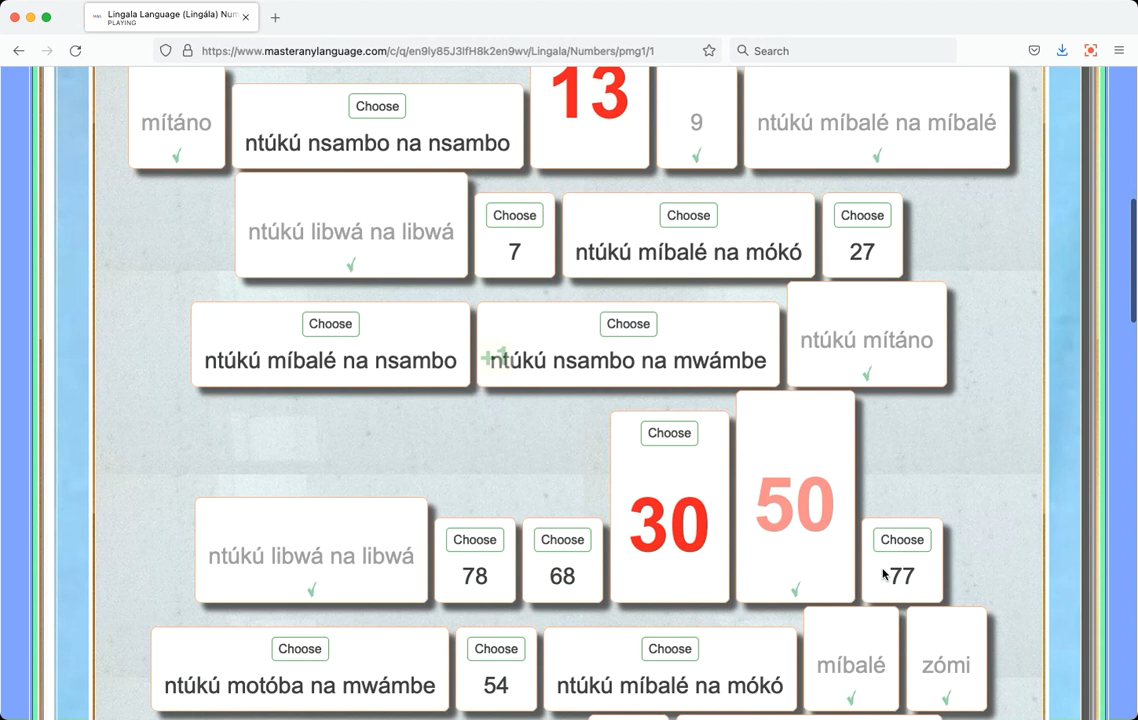 Lingala Language (Lingála) Num
PLAYING
https://www.masteranylanguage.com/c/q/en9ly85J3lfH8k2en9wv/Lingala/Numbers/pmg1/1
Search
mítáno
Choose
ntúkú nsambo na nsambo
13
9
ntúkú míbalé na míbalé
ntúkú libwá na libwá
Choose
7
Choose
ntúkú míbalé na mókó
Choose
27
Choose
ntúkú míbalé na nsambo
Choose
+1
ntúkú nsambo na mwámbe
ntúkú mítáno
ntúkú libwá na libwá
Choose
78
Choose
68
Choose
30
50
Choose
77
Choose
ntúkú motóba na mwámbe
Choose
54
Choose
ntúkú míbalé na mókó
míbalé
zómi